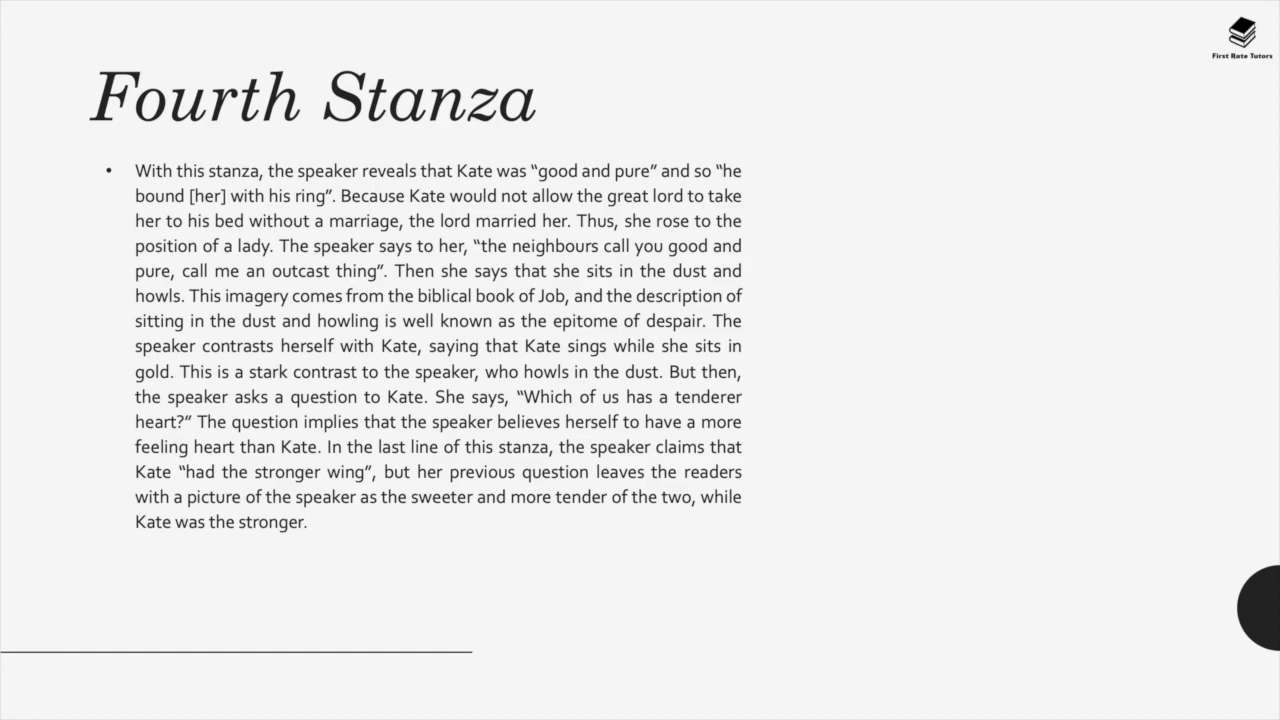 First Rate Tutors
Fourth Stanza
• With this stanza, the speaker reveals that Kate was “good and pure” and so “he
bound [her] with his ring”. Because Kate would not allow the great lord to take
her to his bed without a marriage, the lord married her. Thus, she rose to the
position of a lady. The speaker says to her, “the neighbours call you good and
pure, call me an outcast thing”. Then she says that she sits in the dust and
howls. This imagery comes from the biblical book of Job, and the description of
sitting in the dust and howling is well known as the epitome of despair. The
speaker contrasts herself with Kate, saying that Kate sings while she sits in
gold. This is a stark contrast to the speaker, who howls in the dust. But then,
the speaker asks a question to Kate. She says, “Which of us has a tenderer
heart?” The question implies that the speaker believes herself to have a more
feeling heart than Kate. In the last line of this stanza, the speaker claims that
Kate “had the stronger wing”, but her previous question leaves the readers
with a picture of the speaker as the sweeter and more tender of the two, while
Kate was the stronger.